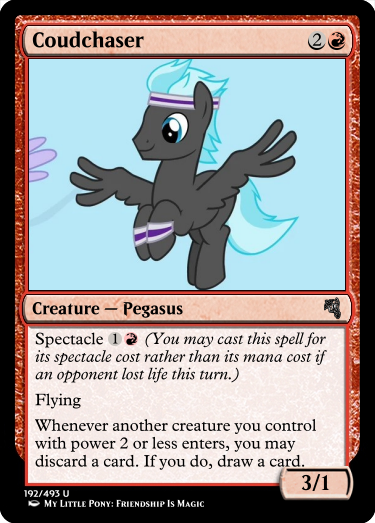 Coudchaser 2
Creature — Pegasus
Spectacle 1 (You may cast this spell for
its spectacle cost rather than its mana cost if
an opponent lost life this turn.)
Flying
Whenever another creature you control
with power 2 or less enters, you may
discard a card. If you do, draw a card.
3/1
192/493 U
My Little Pony: Friendship Is Magic